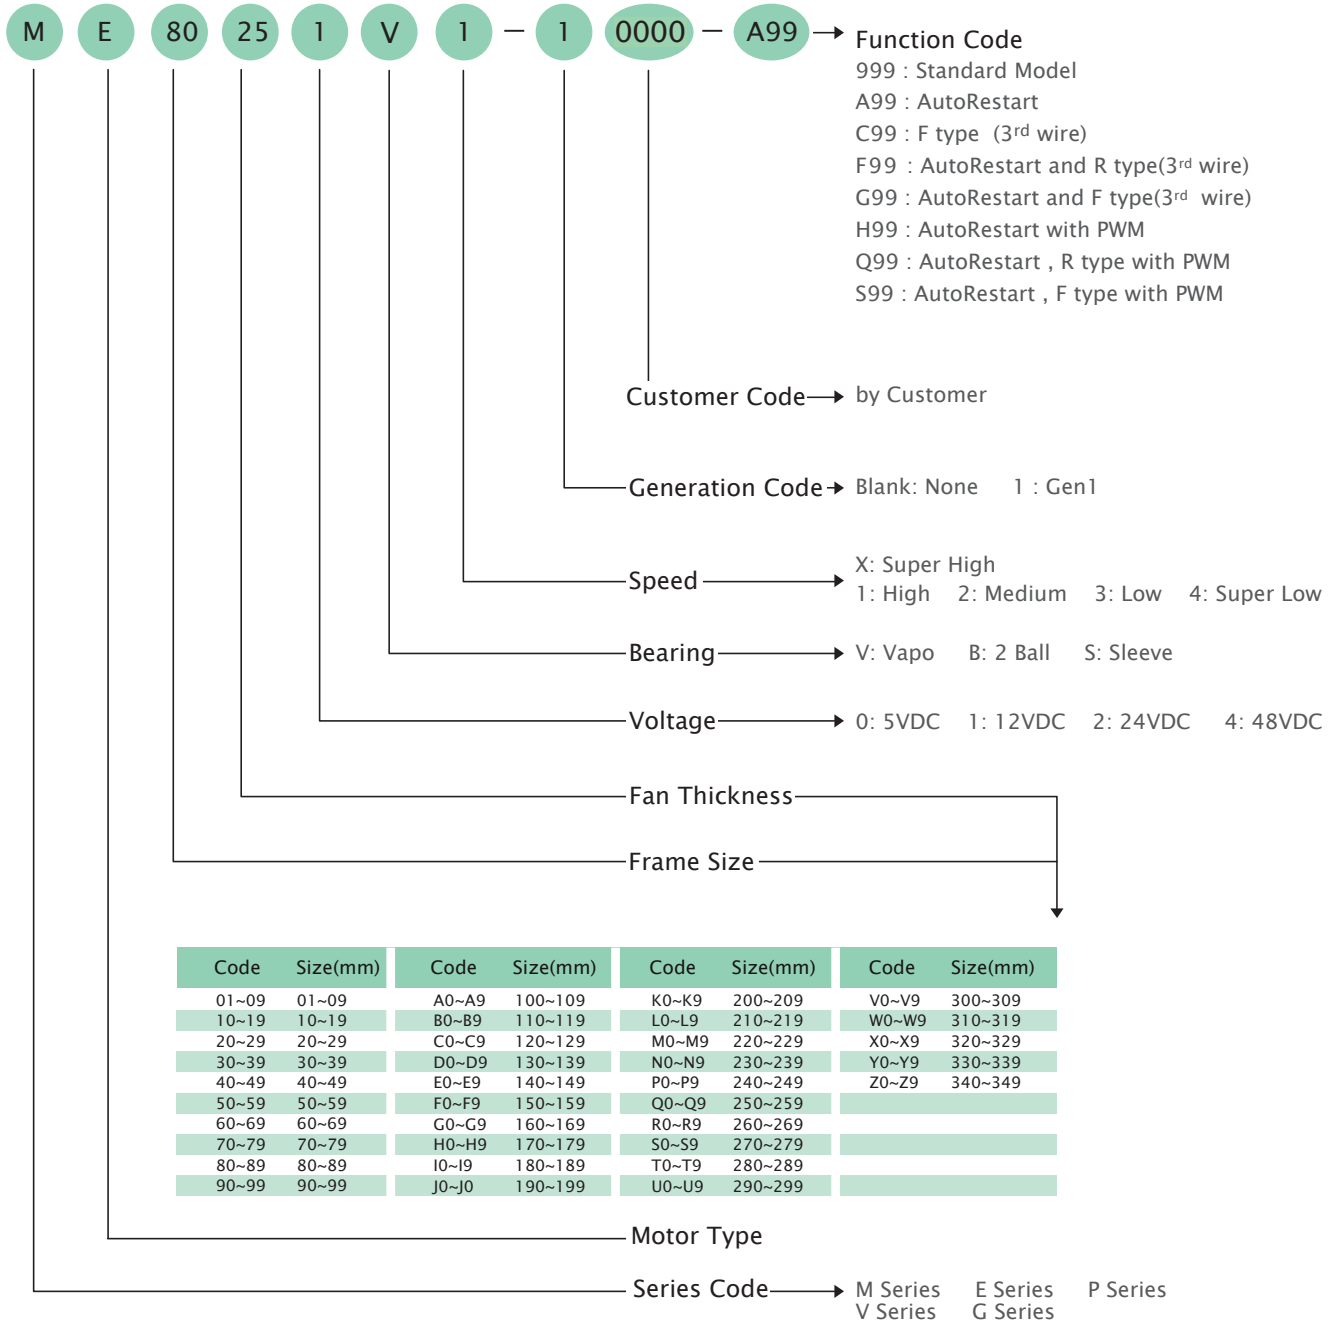 M E 80 25 1 V 1 – 1 0000 – A99
Function Code
999 : Standard Model
A99 : AutoRestart
C99 : F type (3rd wire)
F99 : AutoRestart and R type(3rd wire)
G99 : AutoRestart and F type(3rd wire)
H99 : AutoRestart with PWM
Q99 : AutoRestart , R type with PWM
S99 : AutoRestart , F type with PWM
Customer Code by Customer
Generation Code Blank: None 1 : Gen1
Speed X: Super High
1: High 2: Medium 3: Low 4: Super Low
Bearing V: Vapo B: 2 Ball S: Sleeve
Voltage 0: 5VDC 1: 12VDC 2: 24VDC 4: 48VDC
Fan Thickness
Frame Size
Code Size(mm) Code Size(mm) Code Size(mm) Code Size(mm)
01~09 01~09 A0~A9 100~109 K0~K9 200~209 V0~V9 300~309
10~19 10~19 B0~B9 110~119 L0~L9 210~219 W0~W9 310~319
20~29 20~29 C0~C9 120~129 M0~M9 220~229 X0~X9 320~329
30~39 30~39 D0~D9 130~139 N0~N9 230~239 Y0~Y9 330~339
40~49 40~49 E0~E9 140~149 P0~P9 240~249 Z0~Z9 340~349
50~59 50~59 F0~F9 150~159 Q0~Q9 250~259
60~69 60~69 G0~G9 160~169 R0~R9 260~269
70~79 70~79 H0~H9 170~179 S0~S9 270~279
80~89 80~89 I0~I9 180~189 T0~T9 280~289
90~99 90~99 J0~J0 190~199 U0~U9 290~299
Motor Type
Series Code M Series E Series P Series
V Series G Series